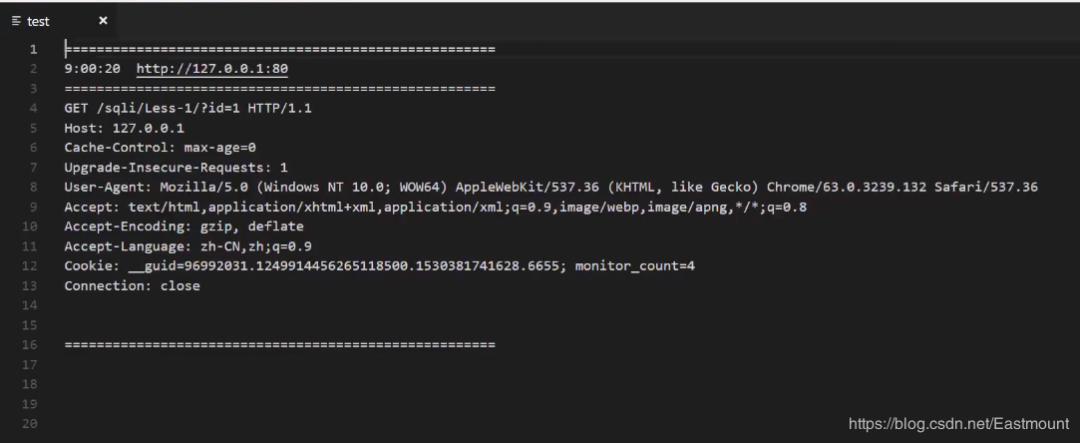 test ×
1 ======================================================
2 9:00:20  http://127.0.0.1:80
3 ======================================================
4 GET /sqli/Less-1/?id=1 HTTP/1.1
5 Host: 127.0.0.1
6 Cache-Control: max-age=0
7 Upgrade-Insecure-Requests: 1
8 User-Agent: Mozilla/5.0 (Windows NT 10.0; WOW64) AppleWebKit/537.36 (KHTML, like Gecko) Chrome/63.0.3239.132 Safari/537.36
9 Accept: text/html,application/xhtml+xml,application/xml;q=0.9,image/webp,image/apng,*/*;q=0.8
10 Accept-Encoding: gzip, deflate
11 Accept-Language: zh-CN,zh;q=0.9
12 Cookie: __guid=96992031.1249914456265118500.1530381741628.6655; monitor_count=4
13 Connection: close
14
15
16 ======================================================
17
18
19
20
https://blog.csdn.net/Eastmount